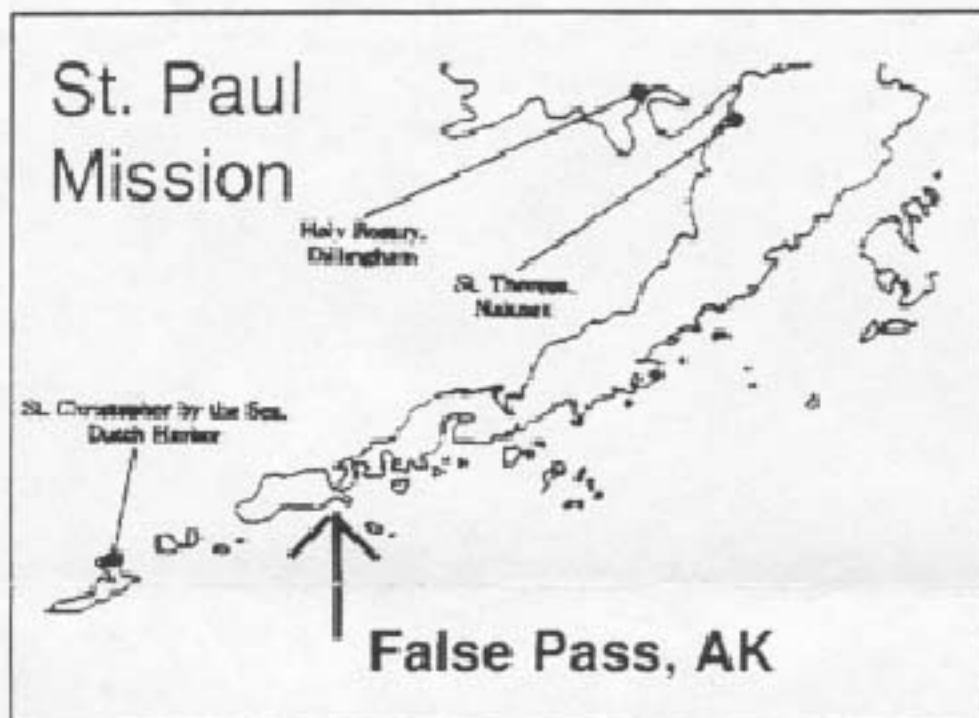 St. Paul
Mission
Holy Rosary,
Dillingham
St. Theresa,
Naknek
St. Christopher by the Sea,
Dutch Harbor
False Pass, AK